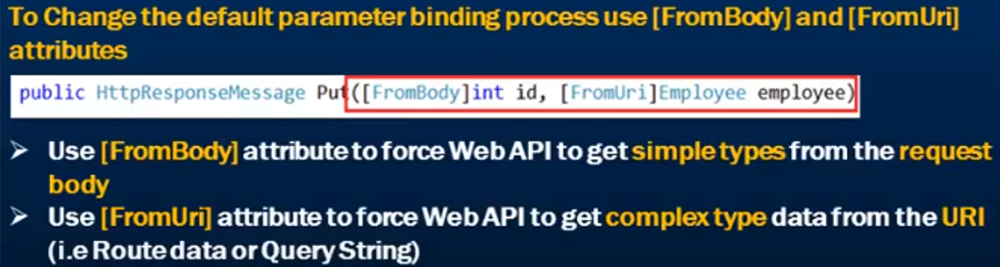 To Change the default parameter binding process use [FromBody] and [FromUri]
attributes
public HttpResponseMessage Put([FromBody]int id, [FromUri]Employee employee)
➢ Use [FromBody] attribute to force Web API to get simple types from the request
body
➢ Use [FromUri] attribute to force Web API to get complex type data from the URI
(i.e Route data or Query String)